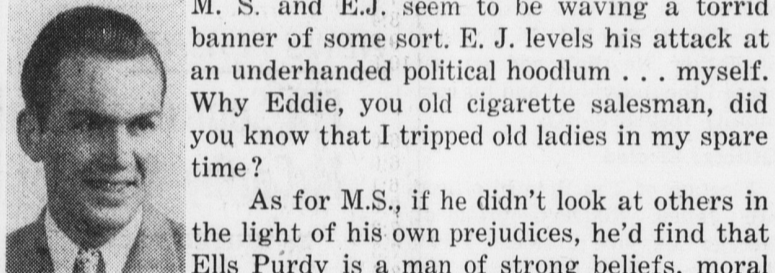 M. S. and E.J. seem to be waving a torrid
banner of some sort. E. J. levels his attack at
an underhanded political hoodlum . . . myself.
Why Eddie, you old cigarette salesman, did
you know that I tripped old ladies in my spare
time?
As for M.S., if he didn't look at others in
the light of his own prejudices, he'd find that
Ells Purdy is a man of strong beliefs, moral